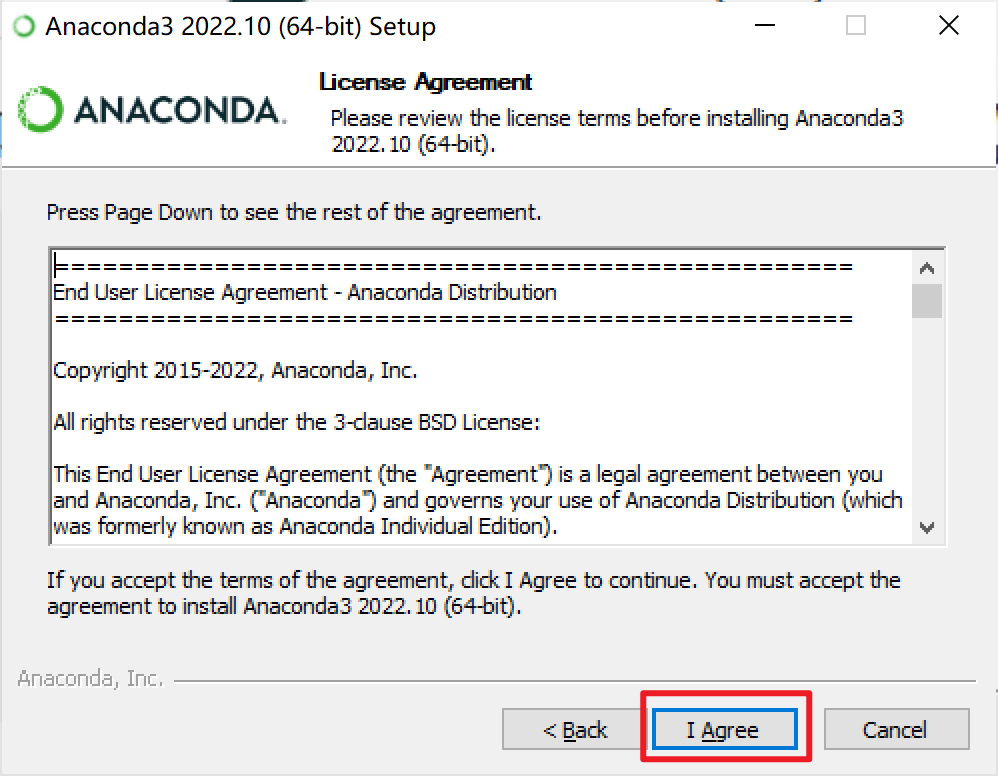 Anaconda3 2022.10 (64-bit) Setup
ANACONDA.
License Agreement
Please review the license terms before installing Anaconda3
2022.10 (64-bit).
Press Page Down to see the rest of the agreement.
==================================================
End User License Agreement - Anaconda Distribution
==================================================
Copyright 2015-2022, Anaconda, Inc.
All rights reserved under the 3-clause BSD License:
This End User License Agreement (the "Agreement") is a legal agreement between you
and Anaconda, Inc. ("Anaconda") and governs your use of Anaconda Distribution (which
was formerly known as Anaconda Individual Edition).
If you accept the terms of the agreement, click I Agree to continue. You must accept the
agreement to install Anaconda3 2022.10 (64-bit).
Anaconda, Inc.
< Back
I Agree
Cancel